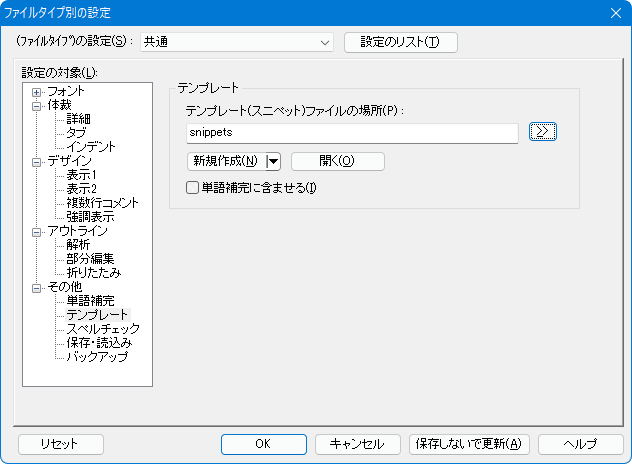 ファイルタイプ別の設定
(ﾌｧｲﾙﾀｲﾌﾟ)の設定(S)：
共通
設定のリスト(T)
設定の対象(L):
フォント
体裁
詳細
タブ
インデント
デザイン
表示1
表示2
複数行コメント
強調表示
アウトライン
解析
部分編集
折りたたみ
その他
単語補完
テンプレート
スペルチェック
保存・読込み
バックアップ
テンプレート
テンプレート(スニペット)ファイルの場所(P)：
snippets
>>
新規作成(N)
開く(O)
単語補完に含ませる(I)
リセット
OK
キャンセル
保存しないで更新(A)
ヘルプ